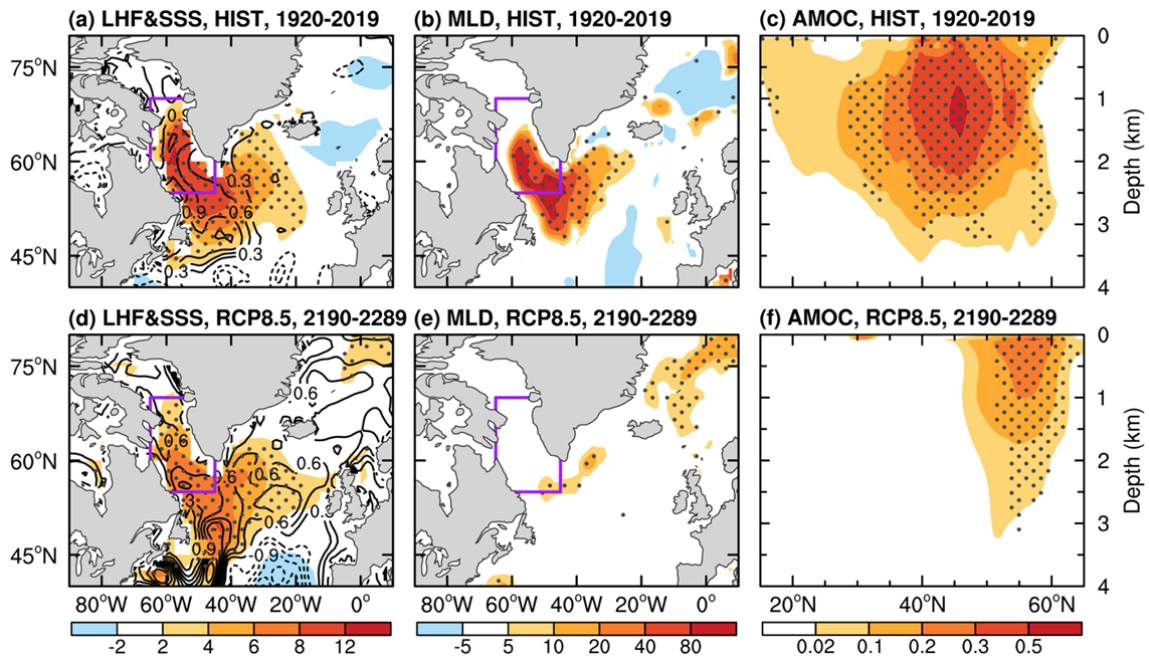 (a) LHF&SSS, HIST, 1920-2019 (b) MLD, HIST, 1920-2019 (c) AMOC, HIST, 1920-2019
75°N 0
0.3 1
60°N 2
0.9 0.6 3
0.3
45°N 0.3 4
Depth (km)
(d) LHF&SSS, RCP8.5, 2190-2289 (e) MLD, RCP8.5, 2190-2289 (f) AMOC, RCP8.5, 2190-2289
75°N 0
0.6 1
0.6
60°N 0.6 0.6 2
0.6 3
0.9 0.9
45°N 4
Depth (km)
80°W 60°W 40°W 20°W 0° 80°W 60°W 40°W 20°W 0° 20°N 40°N 60°N
-2 2 4 6 8 12 -5 5 10 20 40 80 0.02 0.1 0.2 0.3 0.5